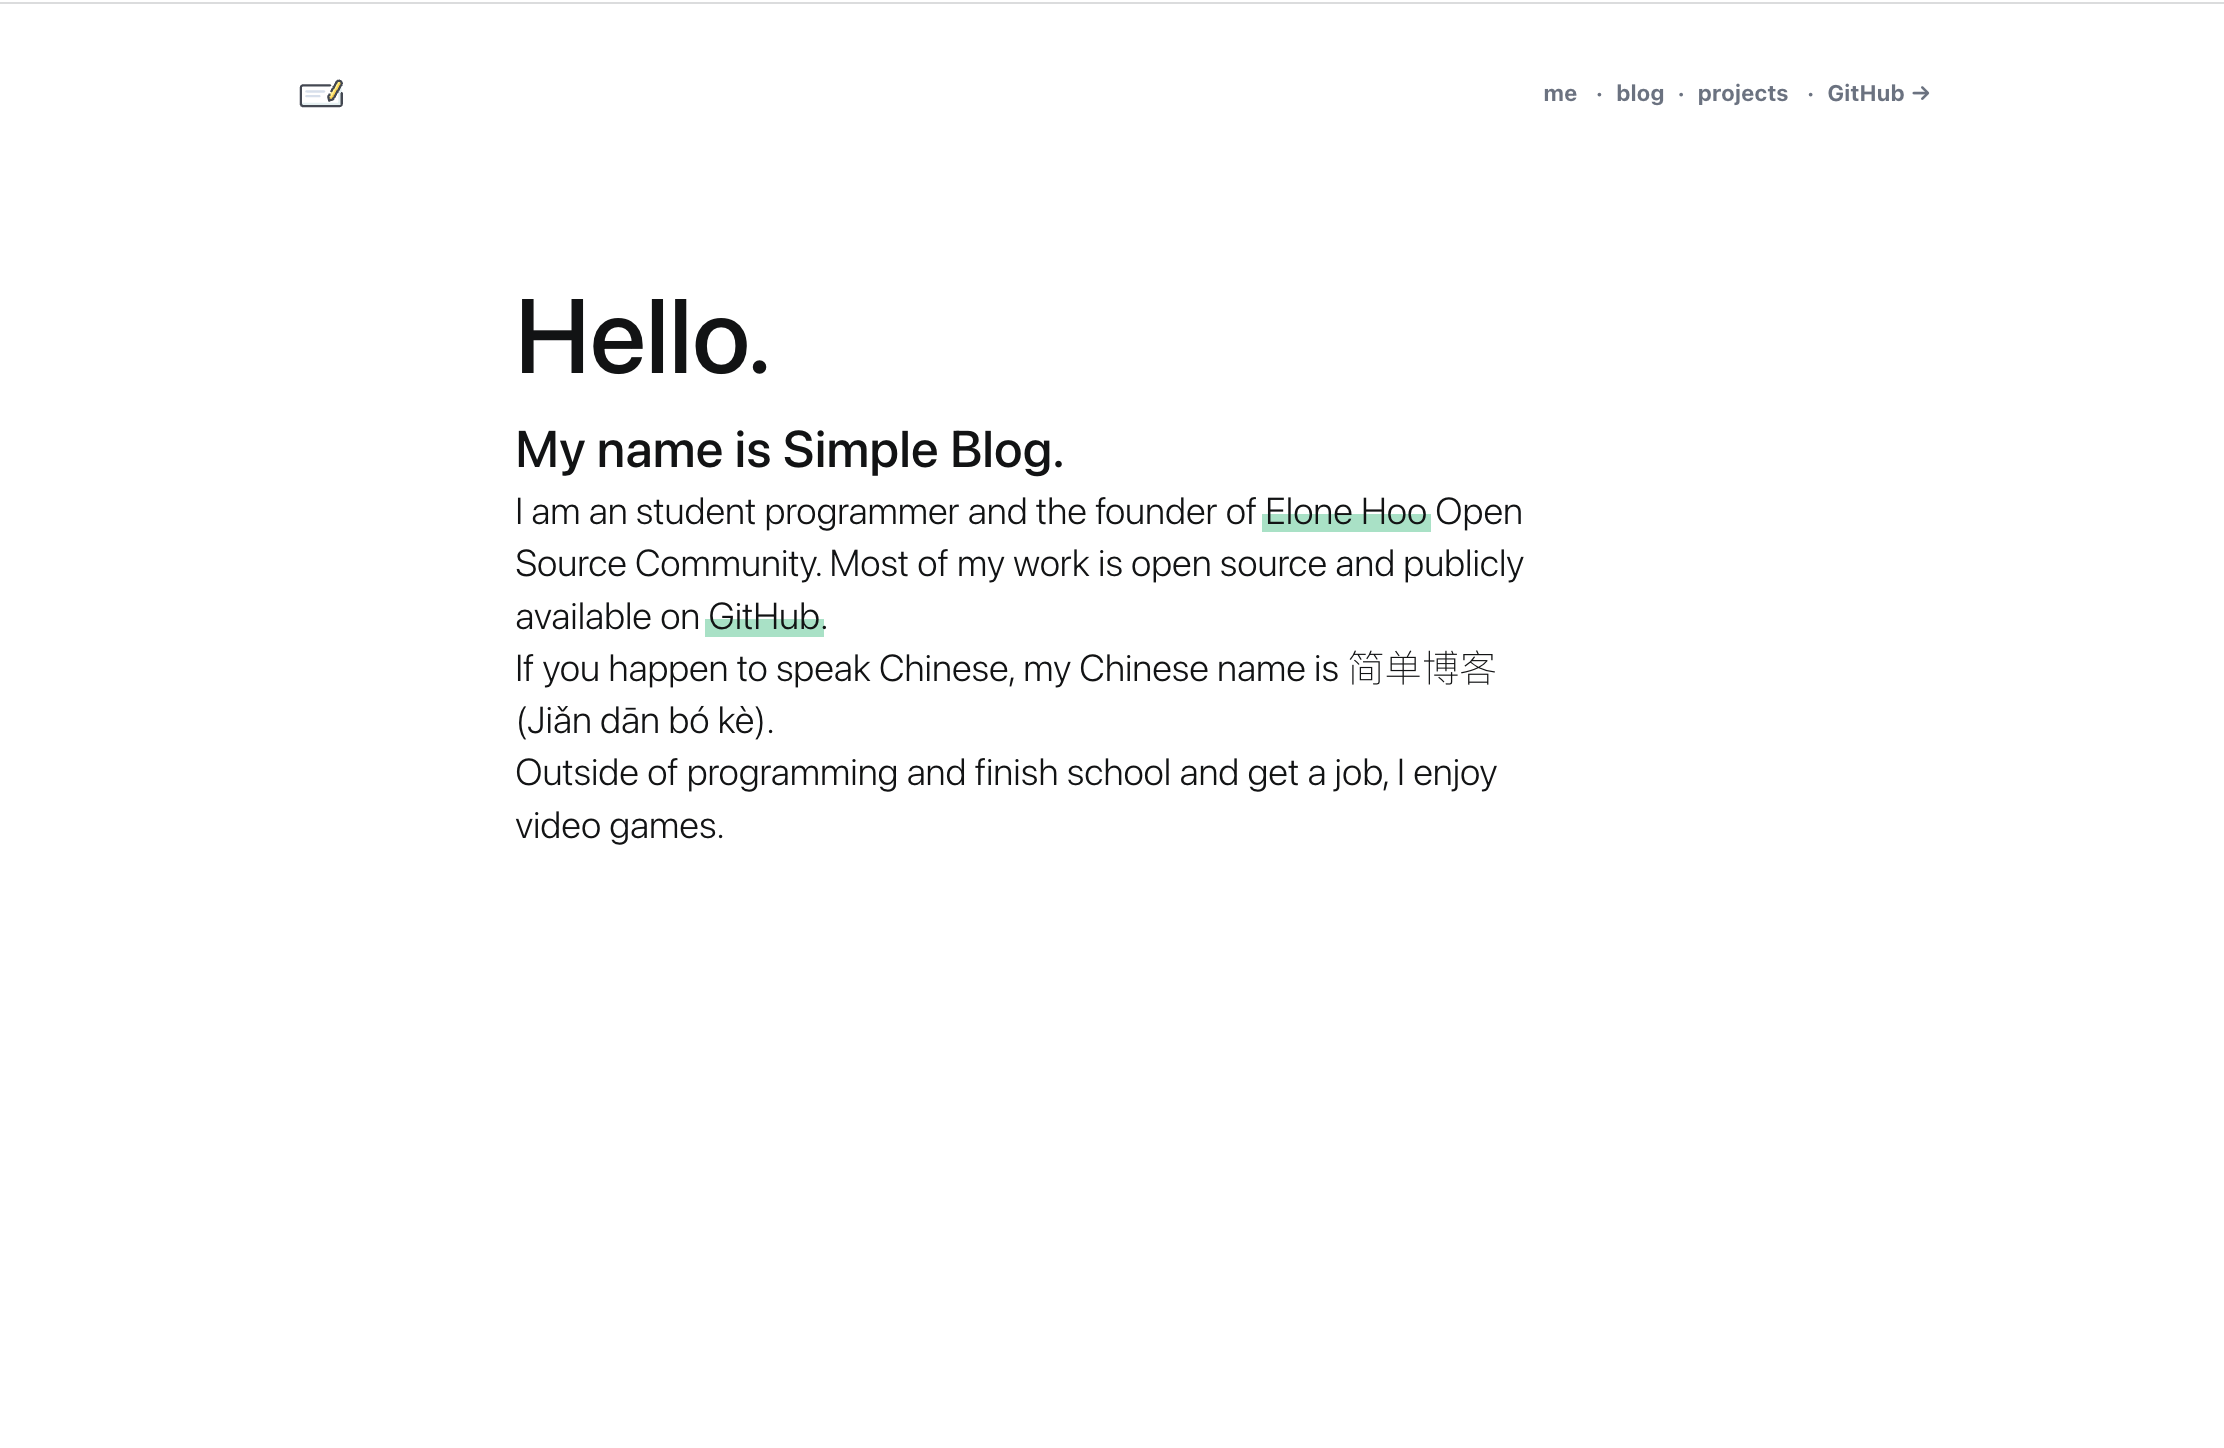 me · blog · projects · GitHub →
Hello.
My name is Simple Blog.
I am an student programmer and the founder of Elone Hoo Open
Source Community. Most of my work is open source and publicly
available on GitHub.
If you happen to speak Chinese, my Chinese name is 简单博客
(Jiǎn dān bó kè).
Outside of programming and finish school and get a job, I enjoy
video games.